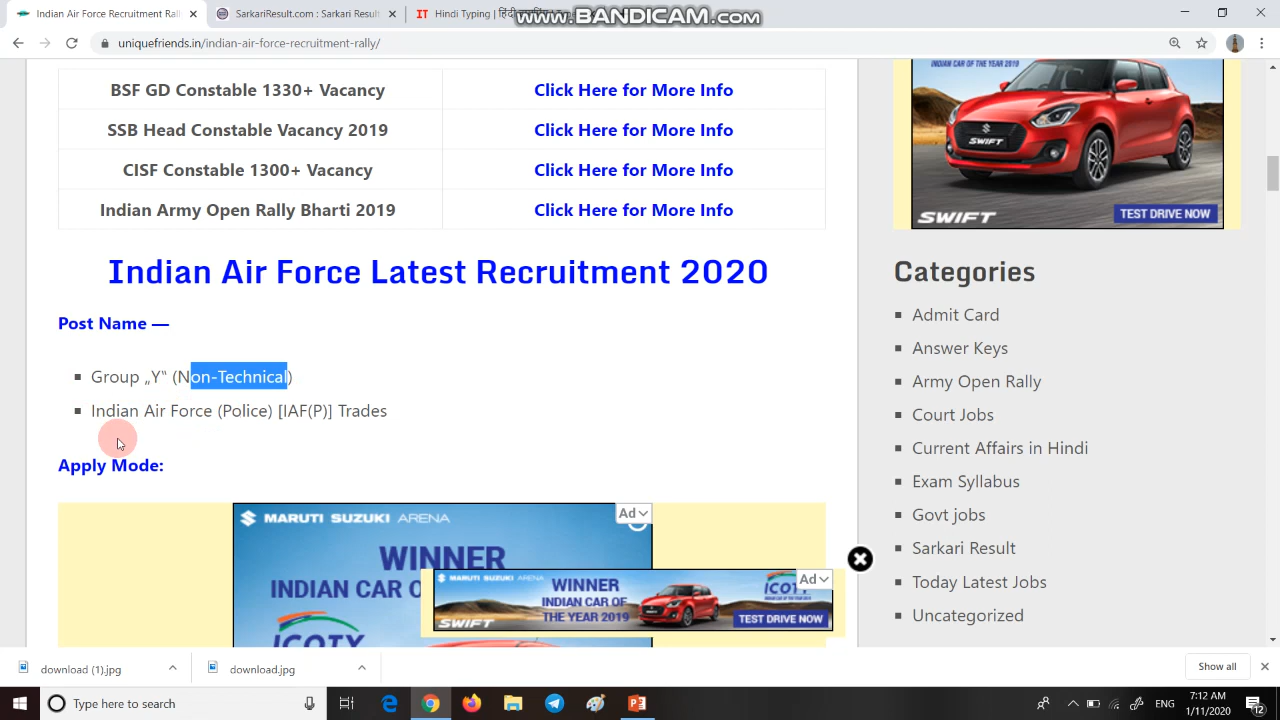 Indian Air Force Latest Rall
SarkariResult.com : Sarkari Result
Hindi Typing |
www.BANDICAM.com
uniquefriends.in/indian-air-force-recruitment-rally/
BSF GD Constable 1330+ Vacancy Click Here for More Info
SSB Head Constable Vacancy 2019 Click Here for More Info
CISF Constable 1300+ Vacancy Click Here for More Info
Indian Army Open Rally Bharti 2019 Click Here for More Info
Indian Air Force Latest Recruitment 2020
Post Name —
Group „Y‟ (Non-Technical)
Indian Air Force (Police) [IAF(P)] Trades
Apply Mode:
Ad
MARUTI SUZUKI ARENA
WINNER
INDIAN CAR O
ICOTY
MARUTI SUZUKI ARENA
WINNER
INDIAN CAR OF
THE YEAR 2019
SWIFT
Ad
ICOTY
TEST DRIVE NOW
INDIAN CAR OF THE YEAR 2019
SWIFT
SWIFT
TEST DRIVE NOW
Categories
Admit Card
Answer Keys
Army Open Rally
Court Jobs
Current Affairs in Hindi
Exam Syllabus
Govt jobs
Sarkari Result
Today Latest Jobs
Uncategorized
download (1).jpg
download.jpg
Show all
Type here to search
ENG
7:12 AM
1/11/2020
12